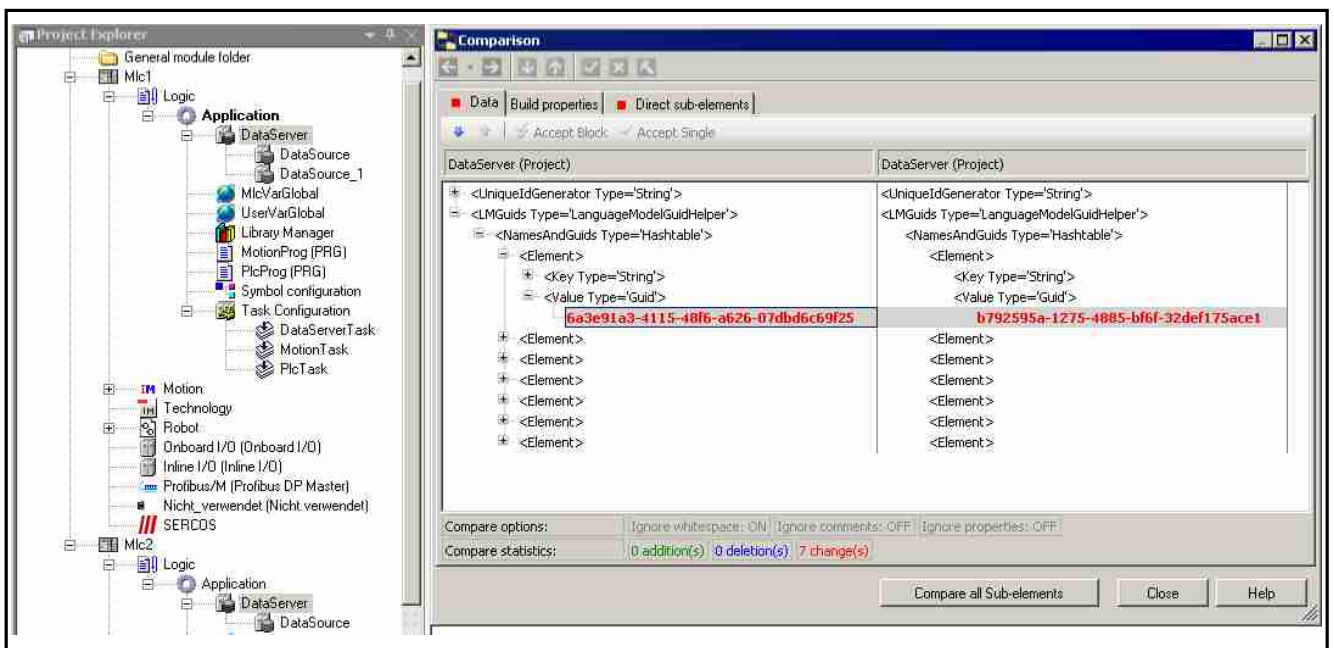 Project Explorer
General module folder
Mlc1
Logic
Application
DataServer
DataSource
DataSource_1
MlcVarGlobal
UserVarGlobal
Library Manager
MotionProg (PRG)
PlcProg (PRG)
Symbol configuration
Task Configuration
DataServerTask
MotionTask
PlcTask
IM Motion
IM Technology
Robot
Onboard I/O (Onboard I/O)
Inline I/O (Inline I/O)
Profibus/M (Profibus DP Master)
Nicht_verwendet (Nicht verwendet)
SERCOS
Mlc2
Logic
Application
DataServer
DataSource
Comparison
Data Build properties Direct sub-elements
Accept Block Accept Single
DataServer (Project) DataServer (Project)
<UniqueIdGenerator Type='String'> <UniqueIdGenerator Type='String'>
<LMGuids Type='LanguageModelGuidHelper'> <LMGuids Type='LanguageModelGuidHelper'>
<NamesAndGuids Type='Hashtable'> <NamesAndGuids Type='Hashtable'>
<Element> <Element>
<Key Type='String'> <Key Type='String'>
<Value Type='Guid'> <Value Type='Guid'>
6a3e91a3-4115-48f6-a626-07dbd6c69f25 b792595a-1275-4885-bf6f-32def175ace1
<Element> <Element>
<Element> <Element>
<Element> <Element>
<Element> <Element>
<Element> <Element>
<Element> <Element>
Compare options: Ignore whitespace: ON Ignore comments: OFF Ignore properties: OFF
Compare statistics: 0 addition(s) 0 deletion(s) 7 change(s)
Compare all Sub-elements Close Help